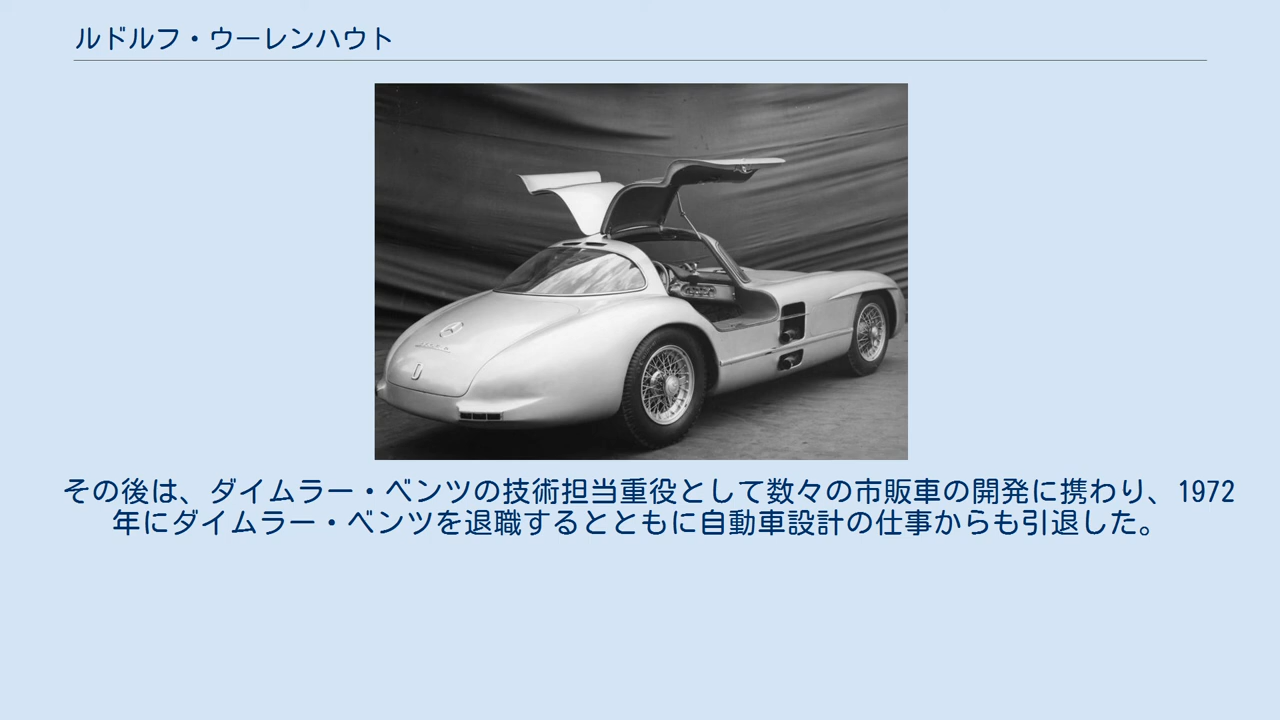 ルドルフ・ウーレンハウト
その後は、ダイムラー・ベンツの技術担当重役として数々の市販車の開発に携わり、1972
年にダイムラー・ベンツを退職するとともに自動車設計の仕事からも引退した。